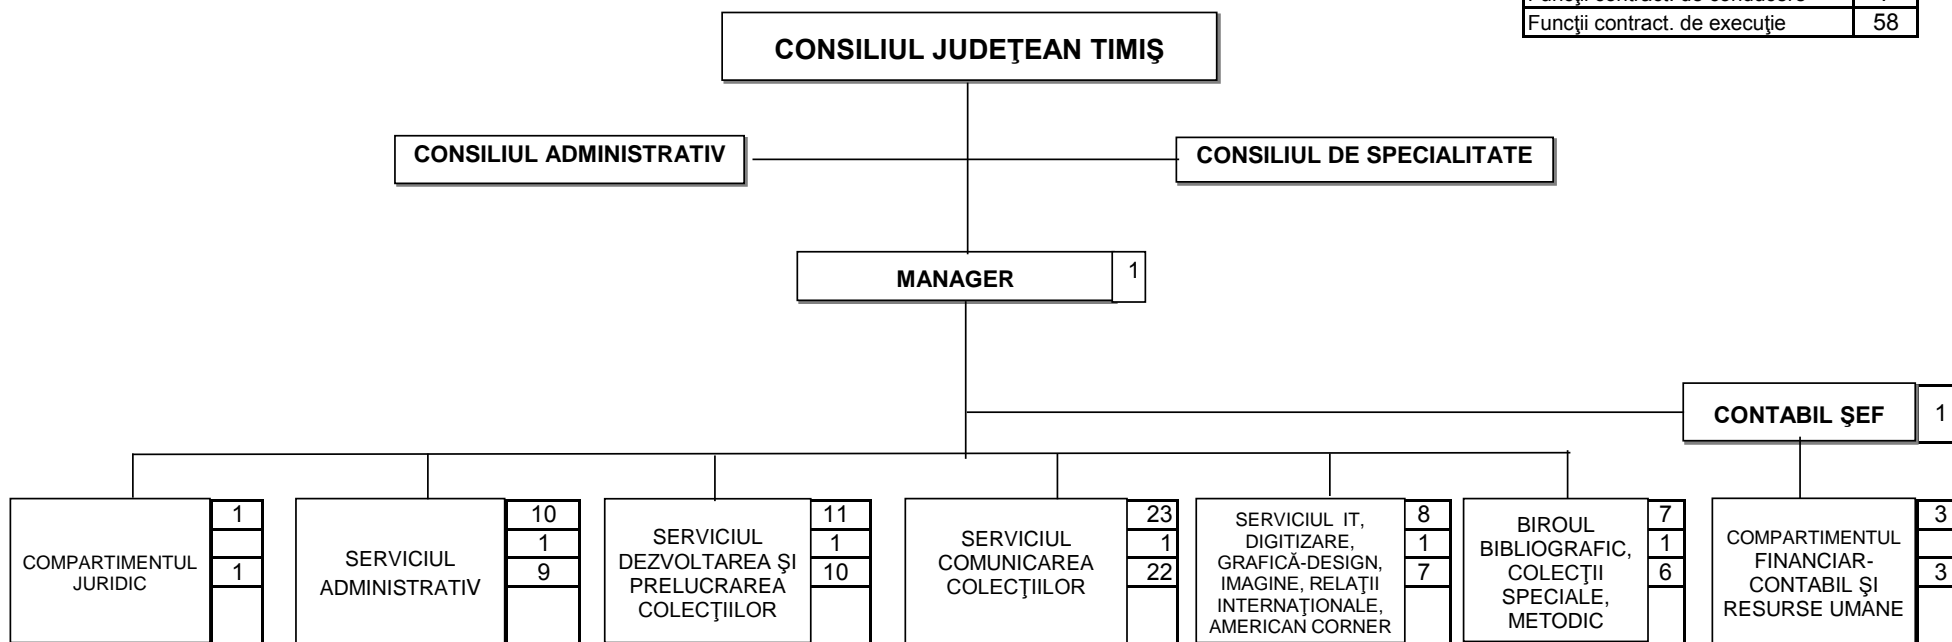 Funcţii contract. de execuţie 58
CONSILIUL JUDEŢEAN TIMIŞ
CONSILIUL ADMINISTRATIV
CONSILIUL DE SPECIALITATE
MANAGER 1
CONTABIL ŞEF 1
COMPARTIMENTUL
JURIDIC
1
1
SERVICIUL
ADMINISTRATIV
10
1
9
SERVICIUL
DEZVOLTAREA ŞI
PRELUCRAREA
COLECŢIILOR
11
1
10
SERVICIUL
COMUNICAREA
COLECŢIILOR
23
1
22
SERVICIUL IT,
DIGITIZARE,
GRAFICĂ-DESIGN,
IMAGINE, RELAŢII
INTERNAŢIONALE,
AMERICAN CORNER
8
1
7
BIROUL
BIBLIOGRAFIC,
COLECŢII
SPECIALE,
METODIC
7
1
6
COMPARTIMENTUL
FINANCIAR-
CONTABIL ŞI
RESURSE UMANE
3
3